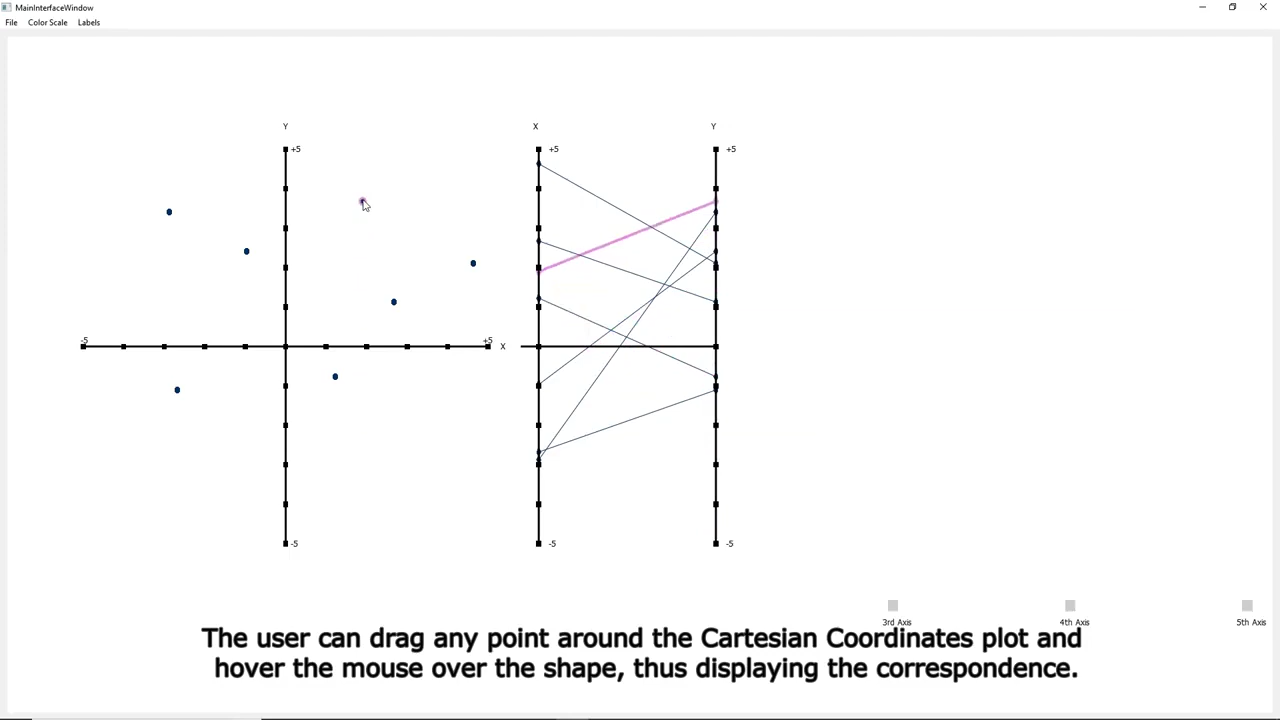 MainInterfaceWindow
File Color Scale Labels
Y
+5
-5
+5 X
-5
X Y
+5 +5
-5 -5
3rd Axis 4th Axis 5th Axis
The user can drag any point around the Cartesian Coordinates plot and
hover the mouse over the shape, thus displaying the correspondence.